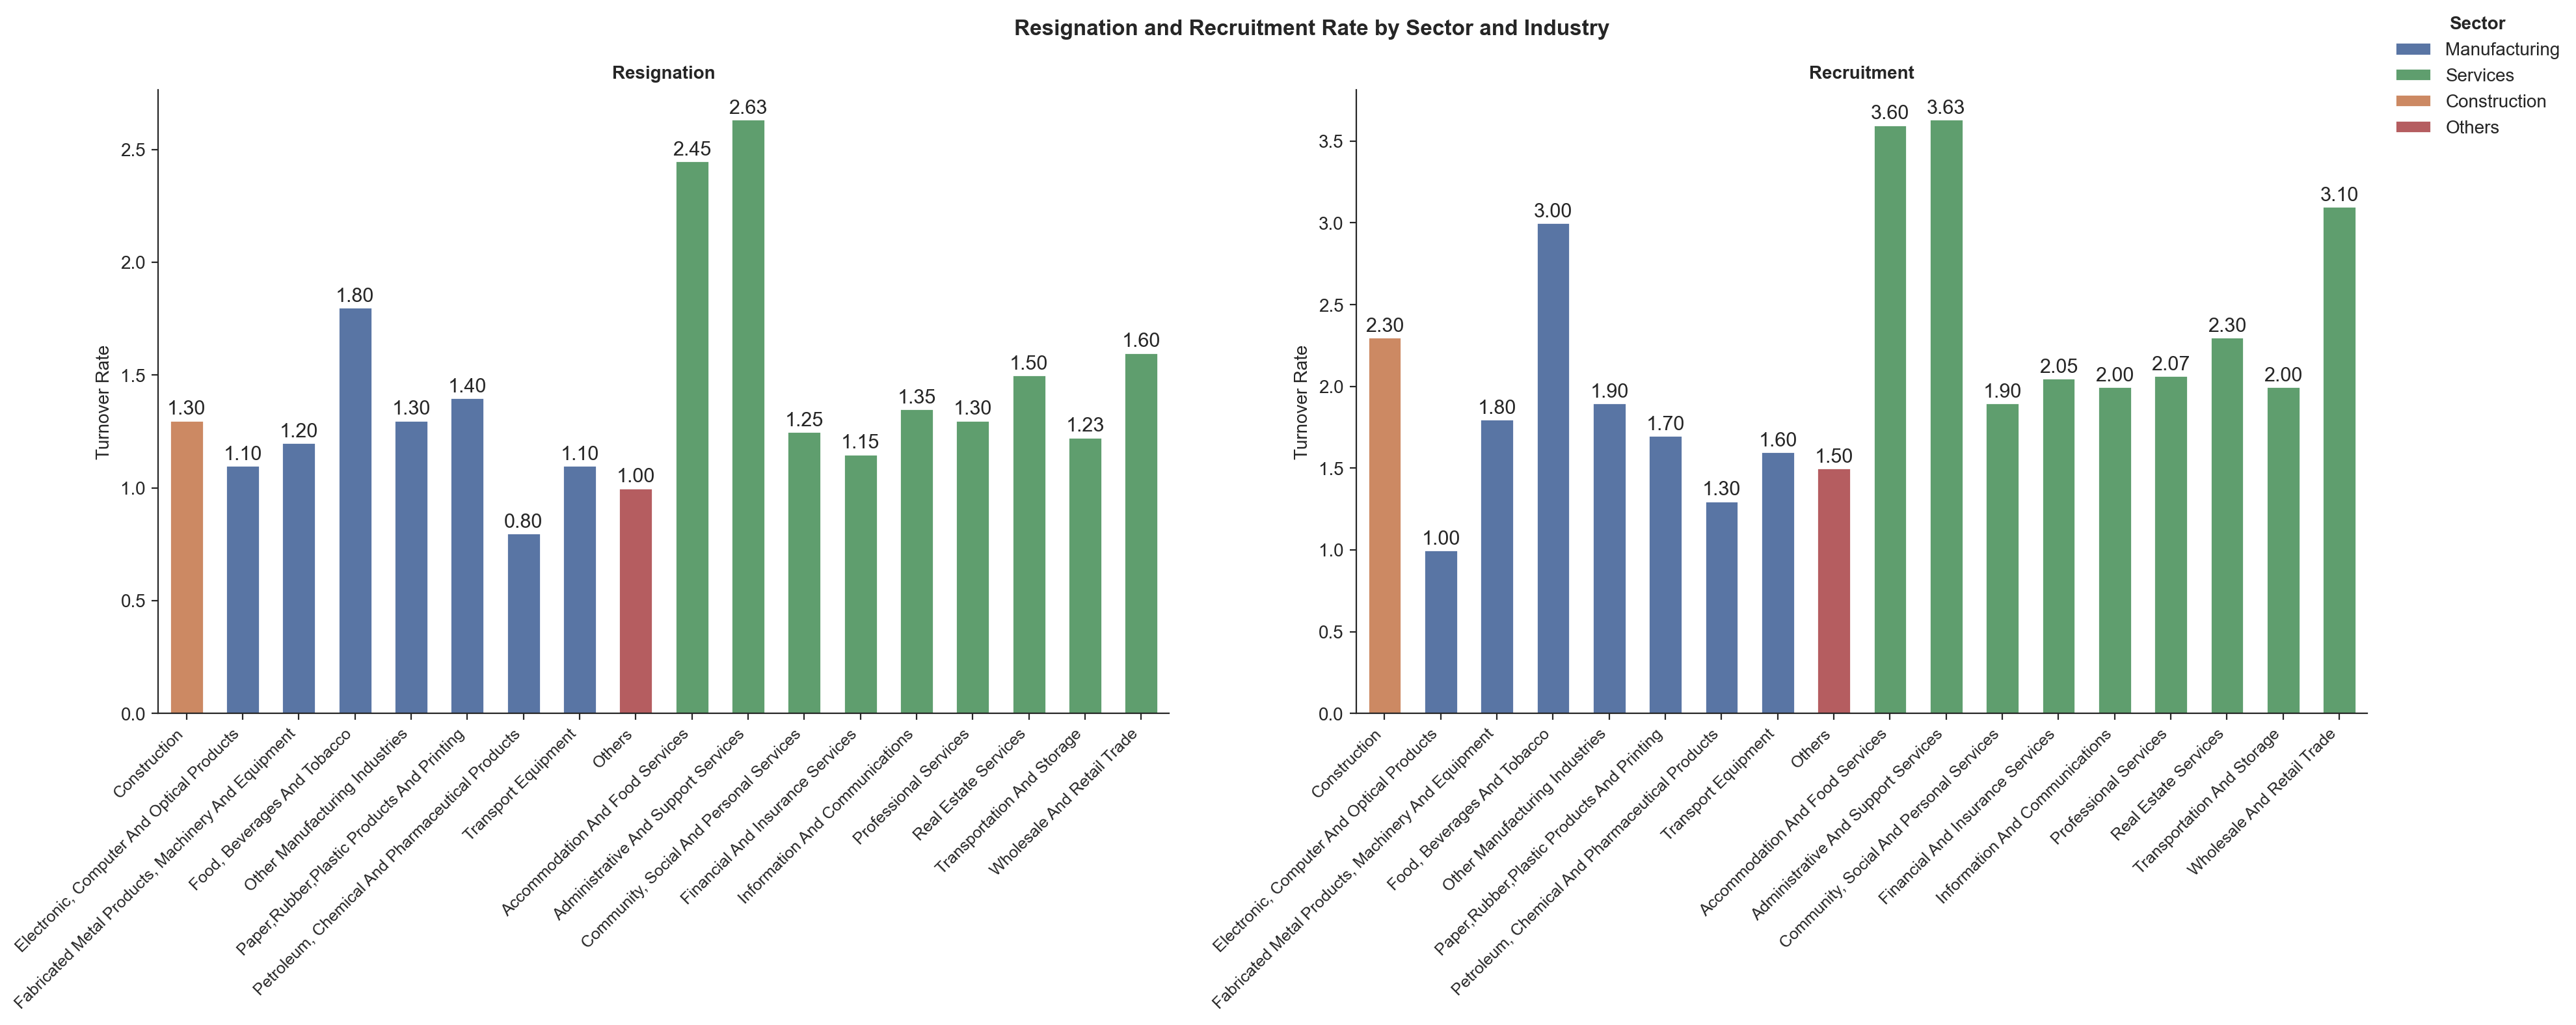 Resignation and Recruitment Rate by Sector and Industry
Sector
Manufacturing
Services
Construction
Others
Resignation
Turnover Rate
2.5
2.0
1.5
1.0
0.5
0.0
1.30
1.10
1.20
1.80
1.30
1.40
0.80
1.10
1.00
2.45
2.63
1.25
1.15
1.35
1.30
1.50
1.23
1.60
Construction
Electronic, Computer And Optical Products
Fabricated Metal Products, Machinery And Equipment
Food, Beverages And Tobacco
Other Manufacturing Industries
Paper,Rubber,Plastic Products And Printing
Petroleum, Chemical And Pharmaceutical Products
Transport Equipment
Others
Accommodation And Food Services
Administrative And Support Services
Community, Social And Personal Services
Financial And Insurance Services
Information And Communications
Professional Services
Real Estate Services
Transportation And Storage
Wholesale And Retail Trade
Recruitment
Turnover Rate
3.5
3.0
2.5
2.0
1.5
1.0
0.5
0.0
2.30
1.00
1.80
3.00
1.90
1.70
1.30
1.60
1.50
3.60
3.63
1.90
2.05
2.00
2.07
2.30
2.00
3.10
Construction
Electronic, Computer And Optical Products
Fabricated Metal Products, Machinery And Equipment
Food, Beverages And Tobacco
Other Manufacturing Industries
Paper,Rubber,Plastic Products And Printing
Petroleum, Chemical And Pharmaceutical Products
Transport Equipment
Others
Accommodation And Food Services
Administrative And Support Services
Community, Social And Personal Services
Financial And Insurance Services
Information And Communications
Professional Services
Real Estate Services
Transportation And Storage
Wholesale And Retail Trade